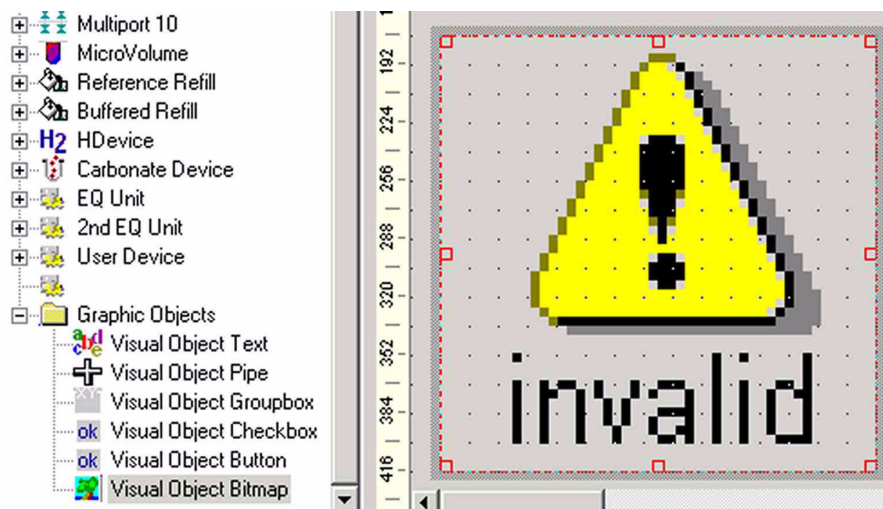 Multiport 10
MicroVolume
Reference Refill
Buffered Refill
H2 HDevice
Carbonate Device
EQ Unit
2nd EQ Unit
User Device
Graphic Objects
abcde Visual Object Text
Visual Object Pipe
XY Visual Object Groupbox
ok Visual Object Checkbox
ok Visual Object Button
Visual Object Bitmap
192
224
256
288
320
352
384
416
!
invalid